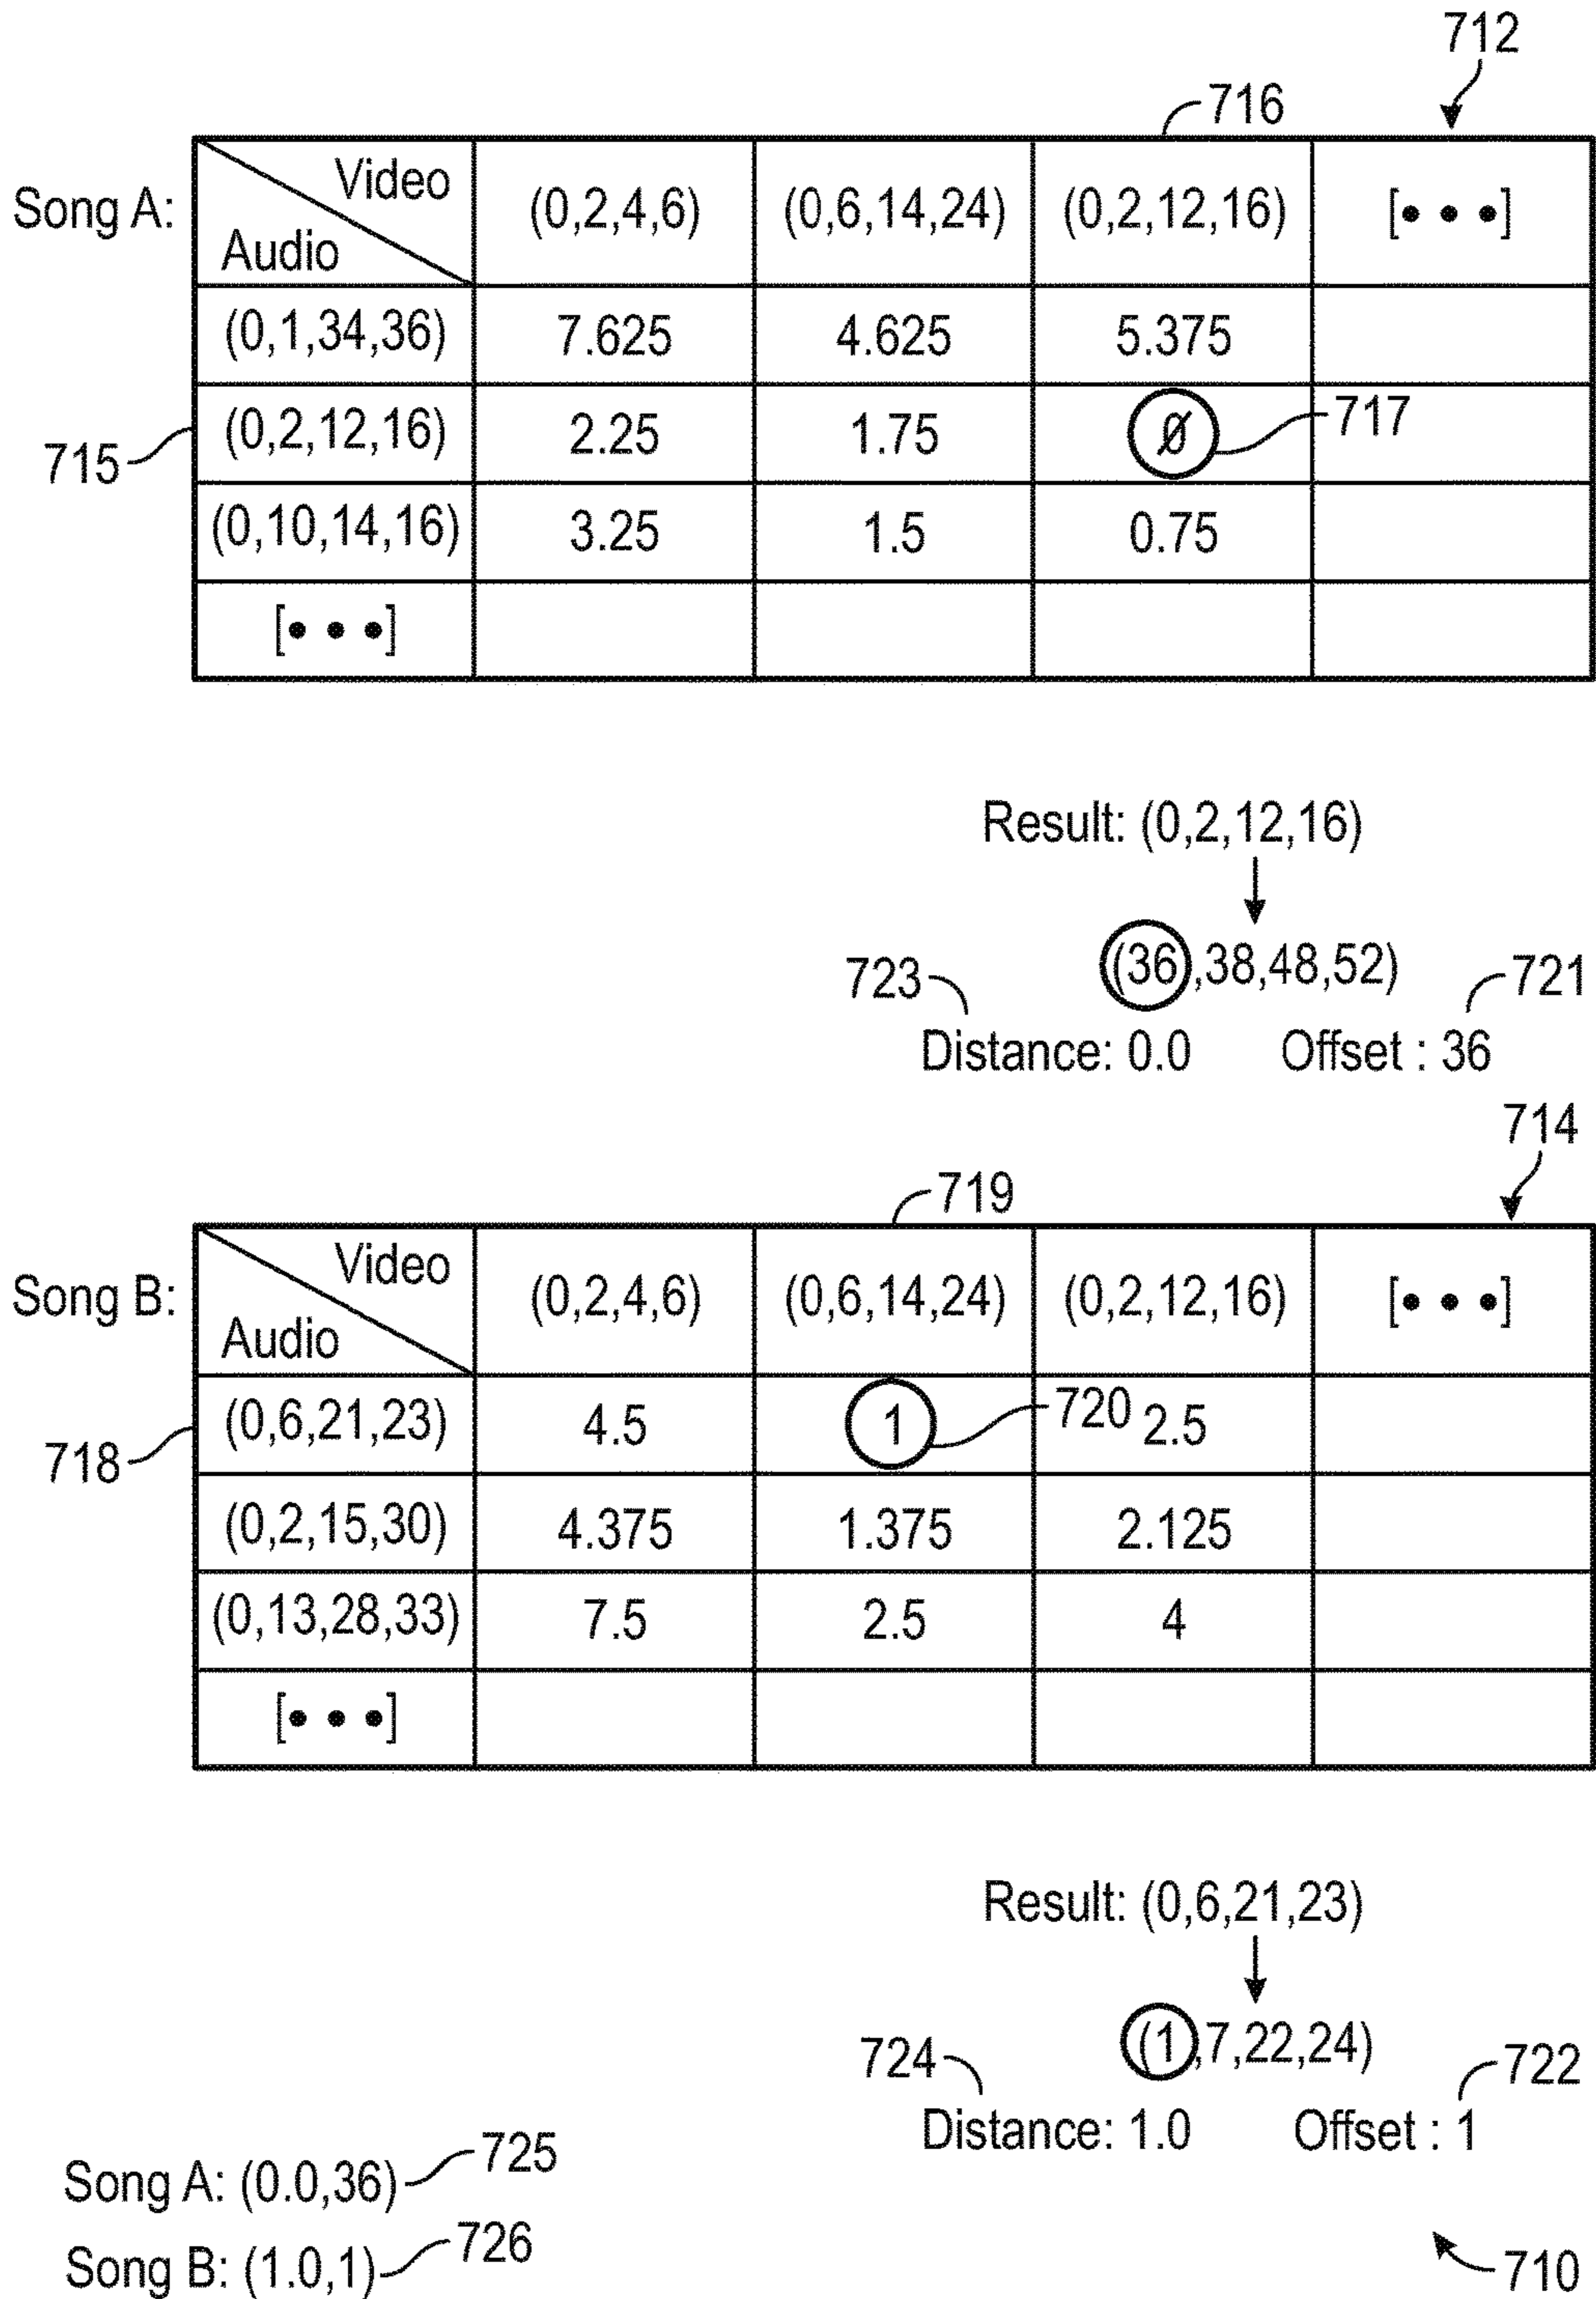 712
716
Song A:
Video
Audio
(0,2,4,6) (0,6,14,24) (0,2,12,16) [• • •]
(0,1,34,36) 7.625 4.625 5.375
715 (0,2,12,16) 2.25 1.75 0̸ 717
(0,10,14,16) 3.25 1.5 0.75
[• • •]
Result: (0,2,12,16)
(36,38,48,52)
723 721
Distance: 0.0 Offset : 36
714
719
Song B:
Video
Audio
(0,2,4,6) (0,6,14,24) (0,2,12,16) [• • •]
718 (0,6,21,23) 4.5 1 720 2.5
(0,2,15,30) 4.375 1.375 2.125
(0,13,28,33) 7.5 2.5 4
[• • •]
Result: (0,6,21,23)
(1,7,22,24)
724 722
Distance: 1.0 Offset : 1
Song A: (0.0,36) 725
Song B: (1.0,1) 726
710